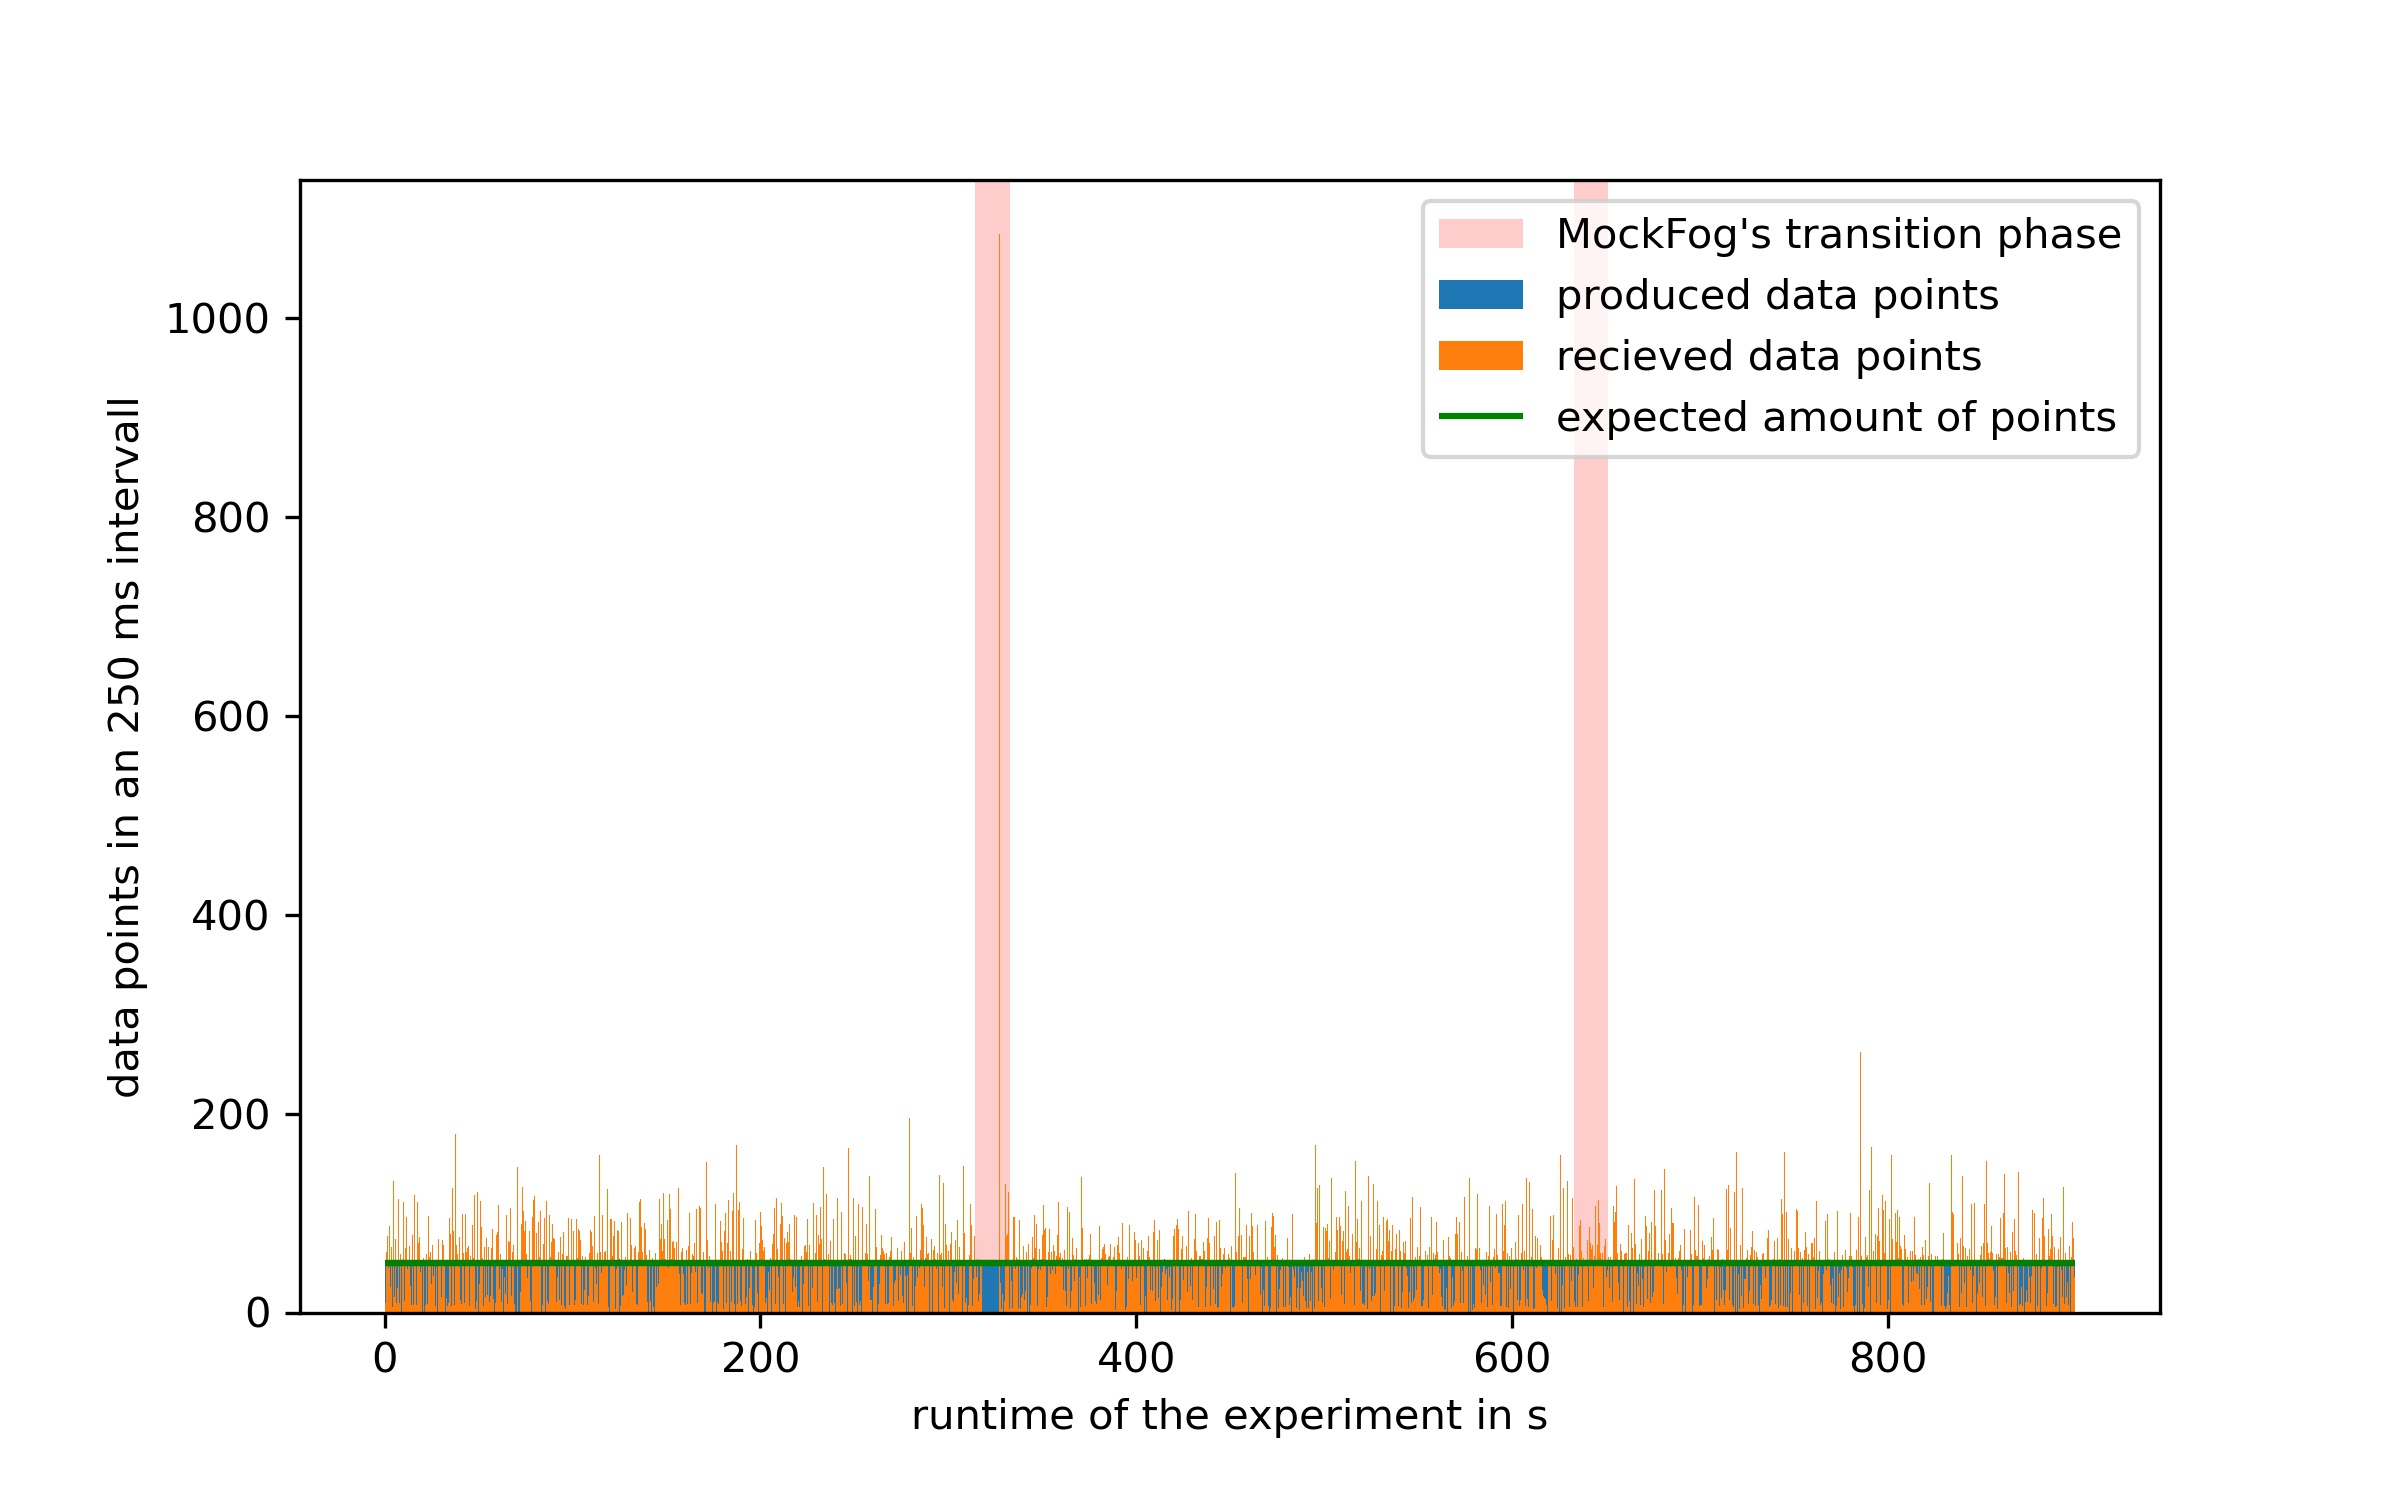 MockFog's transition phase
produced data points
recieved data points
expected amount of points
data points in an 250 ms intervall
1000
800
600
400
200
0
0 200 400 600 800
runtime of the experiment in s